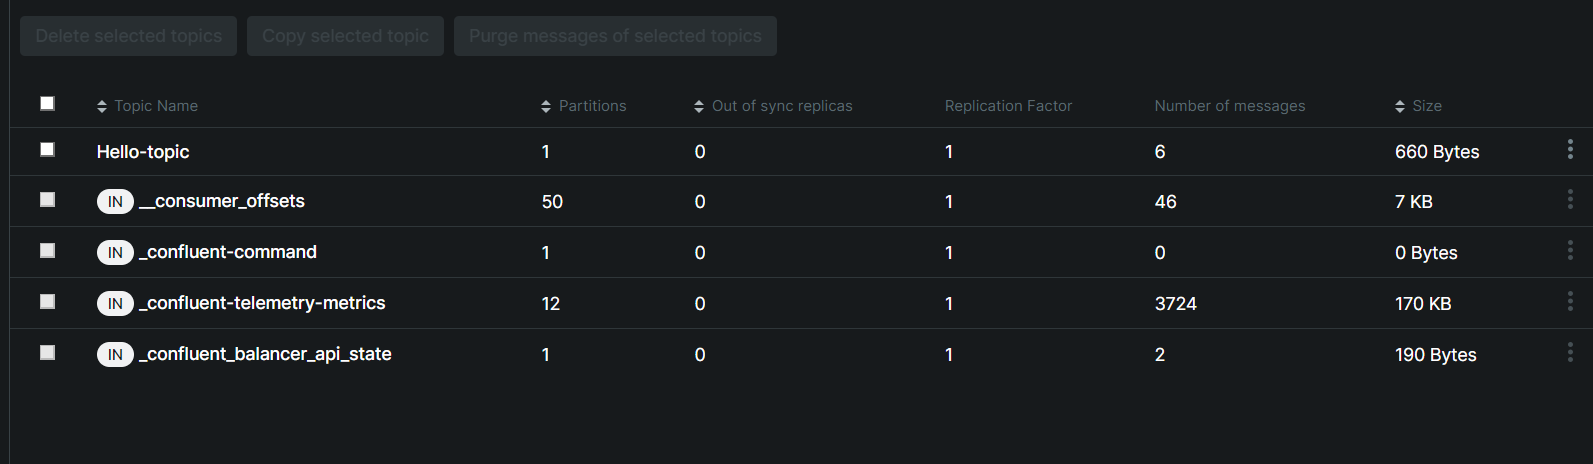 Delete selected topics Copy selected topic Purge messages of selected topics
Topic Name Partitions Out of sync replicas Replication Factor Number of messages Size
Hello-topic 1 0 1 6 660 Bytes
IN __consumer_offsets 50 0 1 46 7 KB
IN _confluent-command 1 0 1 0 0 Bytes
IN _confluent-telemetry-metrics 12 0 1 3724 170 KB
IN _confluent_balancer_api_state 1 0 1 2 190 Bytes